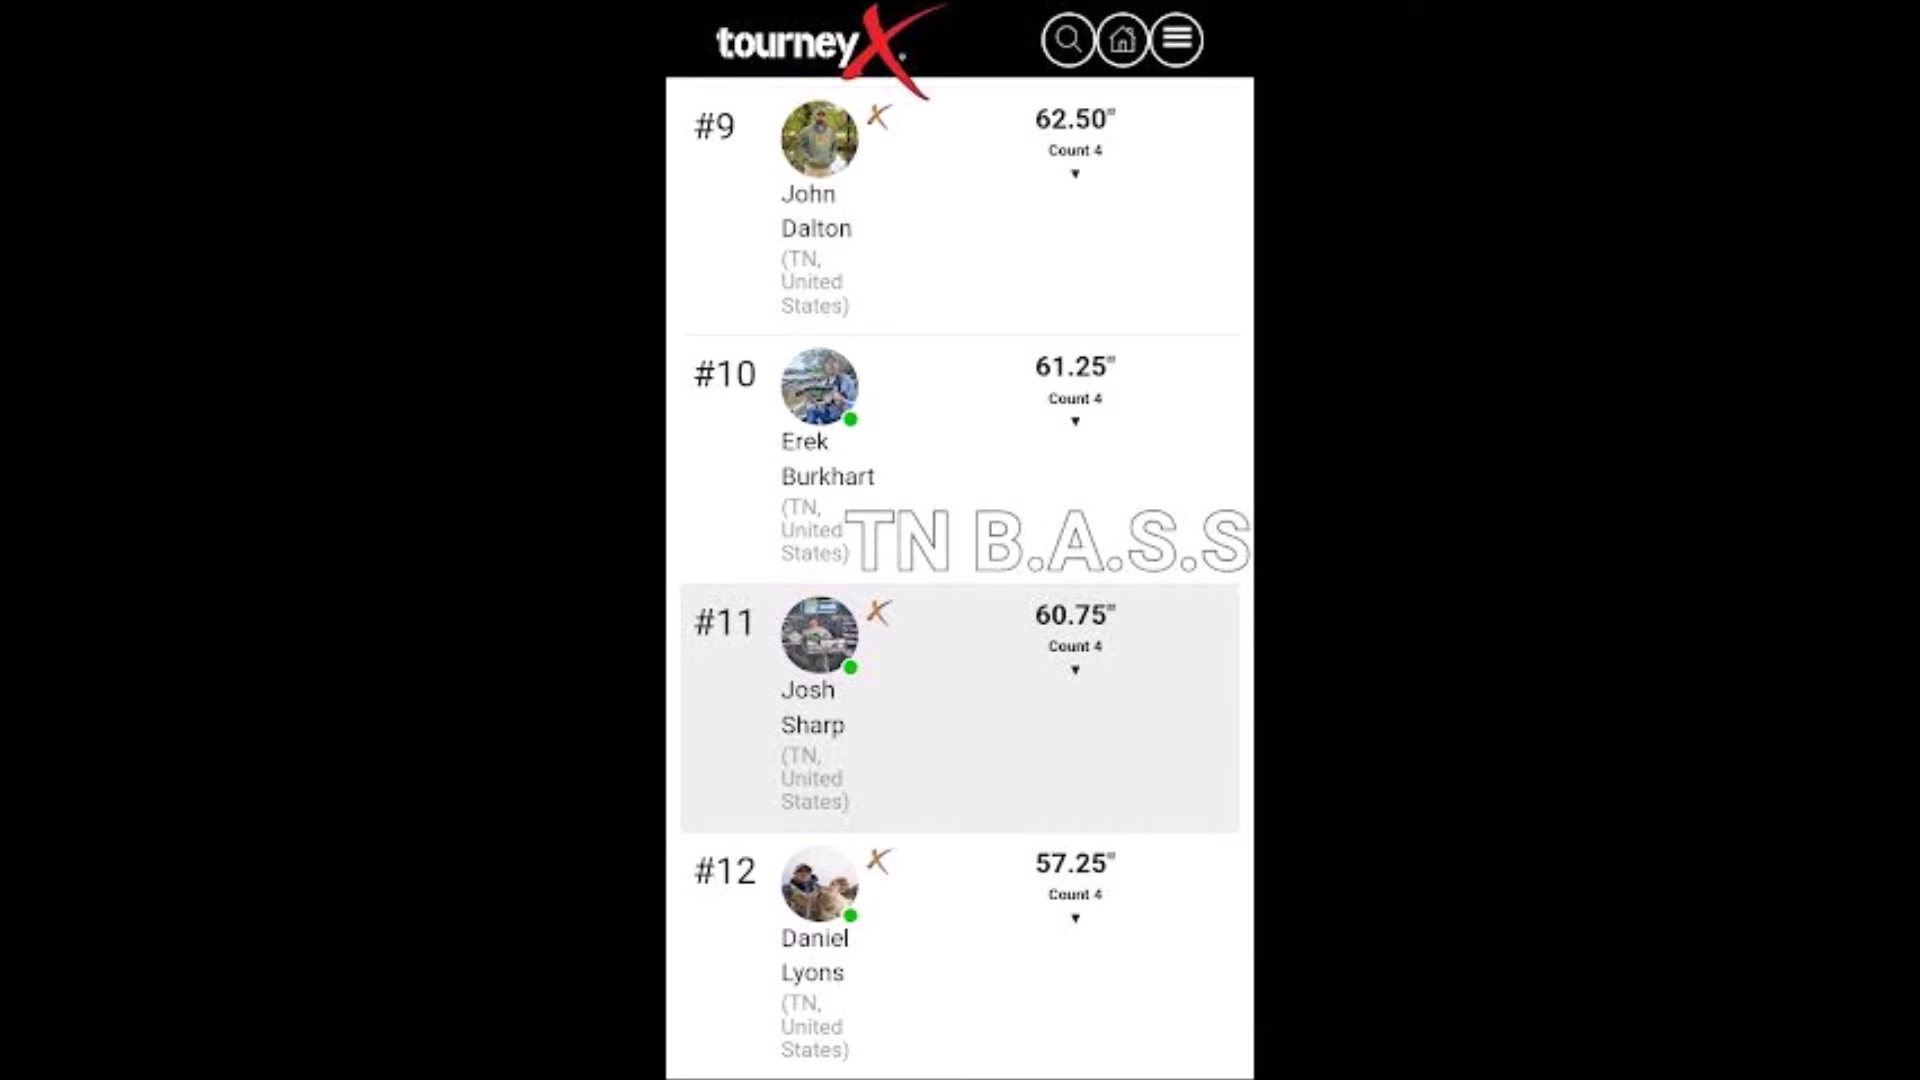 tourneyX
#9
62.50"
Count 4
John
Dalton
(TN,
United
States)
#10
61.25"
Count 4
Erek
Burkhart
(TN,
United
States)
TN B.A.S.S
#11
60.75"
Count 4
Josh
Sharp
(TN,
United
States)
#12
57.25"
Count 4
Daniel
Lyons
(TN,
United
States)